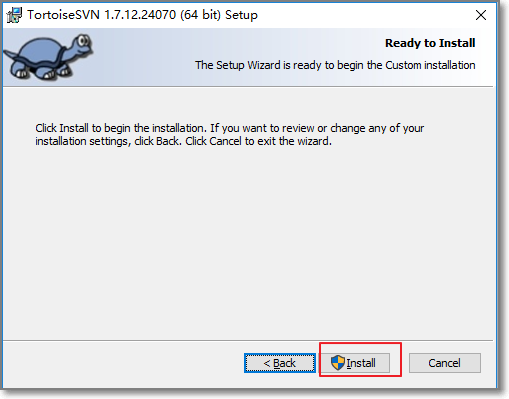 TortoiseSVN 1.7.12.24070 (64 bit) Setup
Ready to Install
The Setup Wizard is ready to begin the Custom installation
Click Install to begin the installation. If you want to review or change any of your
installation settings, click Back. Click Cancel to exit the wizard.
< Back
Install
Cancel